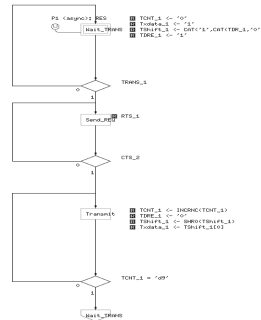 P1 (async): RES
Wait_TRANS
TCNT_1 <- '0'
Txdata_1 <- '1'
TShift_1 <- CAT('1',CAT(TDR_1,'0'
TDRE_1 <- '1'
TRANS_1
0
1
Send_REQ
RTS_1
CTS_2
0
1
Transmit
TCNT_1 <- INCRNC(TCNT_1)
TDRE_1 <- '0'
TShift_1 <- SHR0(TShift_1)
Txdata_1 <- TShift_1[0]
TCNT_1 = 'd9'
0
1
Wait_TRANS